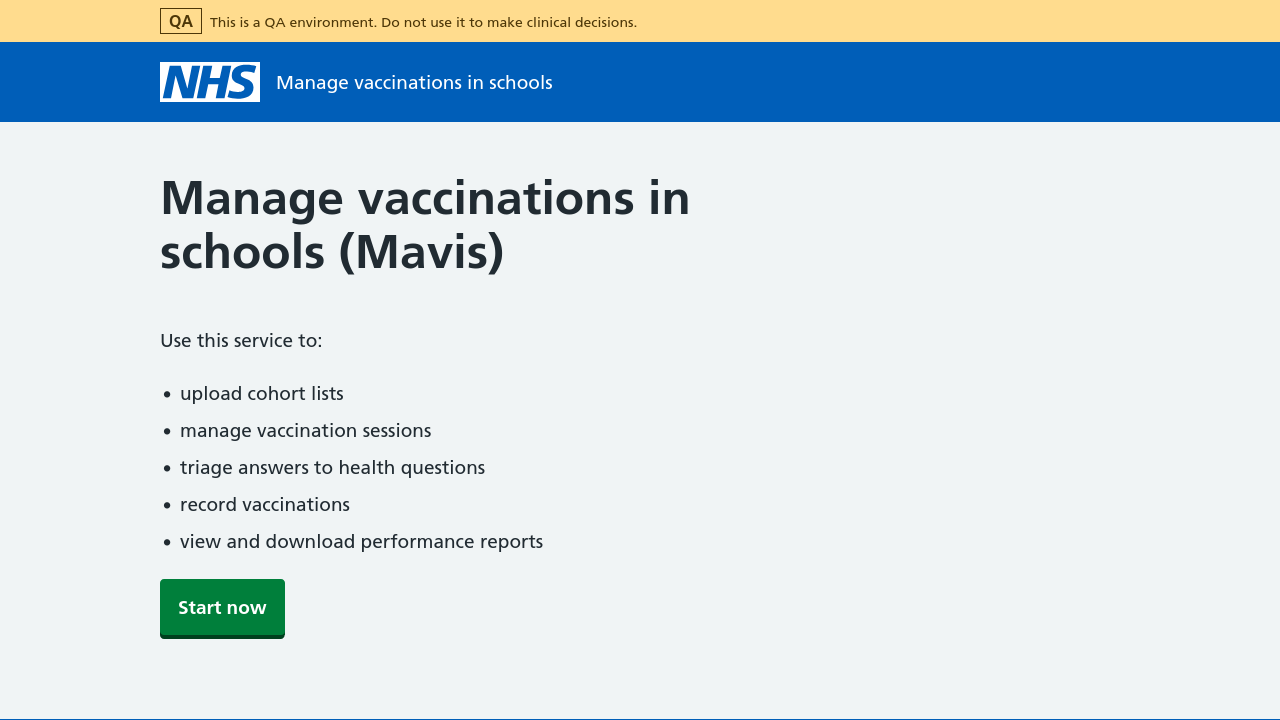 QA This is a QA environment. Do not use it to make clinical decisions.
NHS Manage vaccinations in schools
Manage vaccinations in
schools (Mavis)
Use this service to:
• upload cohort lists
• manage vaccination sessions
• triage answers to health questions
• record vaccinations
• view and download performance reports
Start now